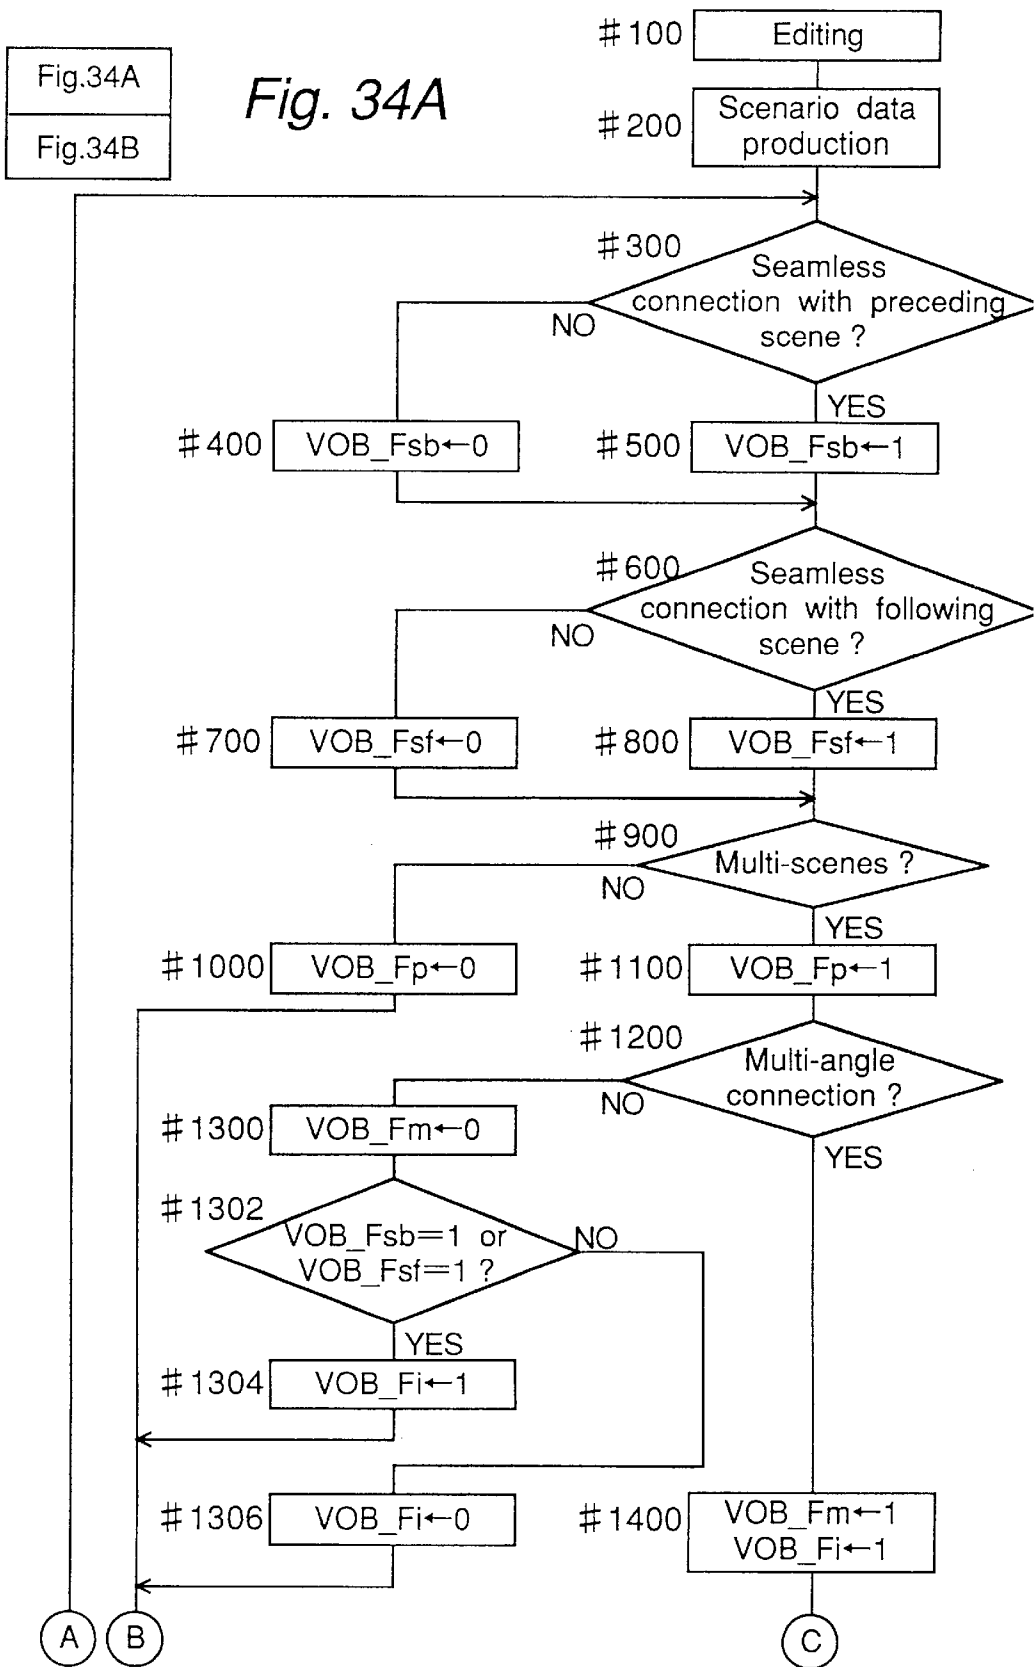 Fig.34A
Fig.34B
Fig. 34A
#100
Editing
#200
Scenario data
production
#300
Seamless
connection with preceding
scene ?
NO
YES
#400
VOB_Fsb←0
#500
VOB_Fsb←1
#600
Seamless
connection with following
scene ?
NO
YES
#700
VOB_Fsf←0
#800
VOB_Fsf←1
#900
Multi-scenes ?
NO
YES
#1000
VOB_Fp←0
#1100
VOB_Fp←1
#1200
Multi-angle
connection ?
NO
YES
#1300
VOB_Fm←0
#1302
VOB_Fsb=1 or
VOB_Fsf=1 ?
NO
YES
#1304
VOB_Fi←1
#1306
VOB_Fi←0
#1400
VOB_Fm←1
VOB_Fi←1
A
B
C